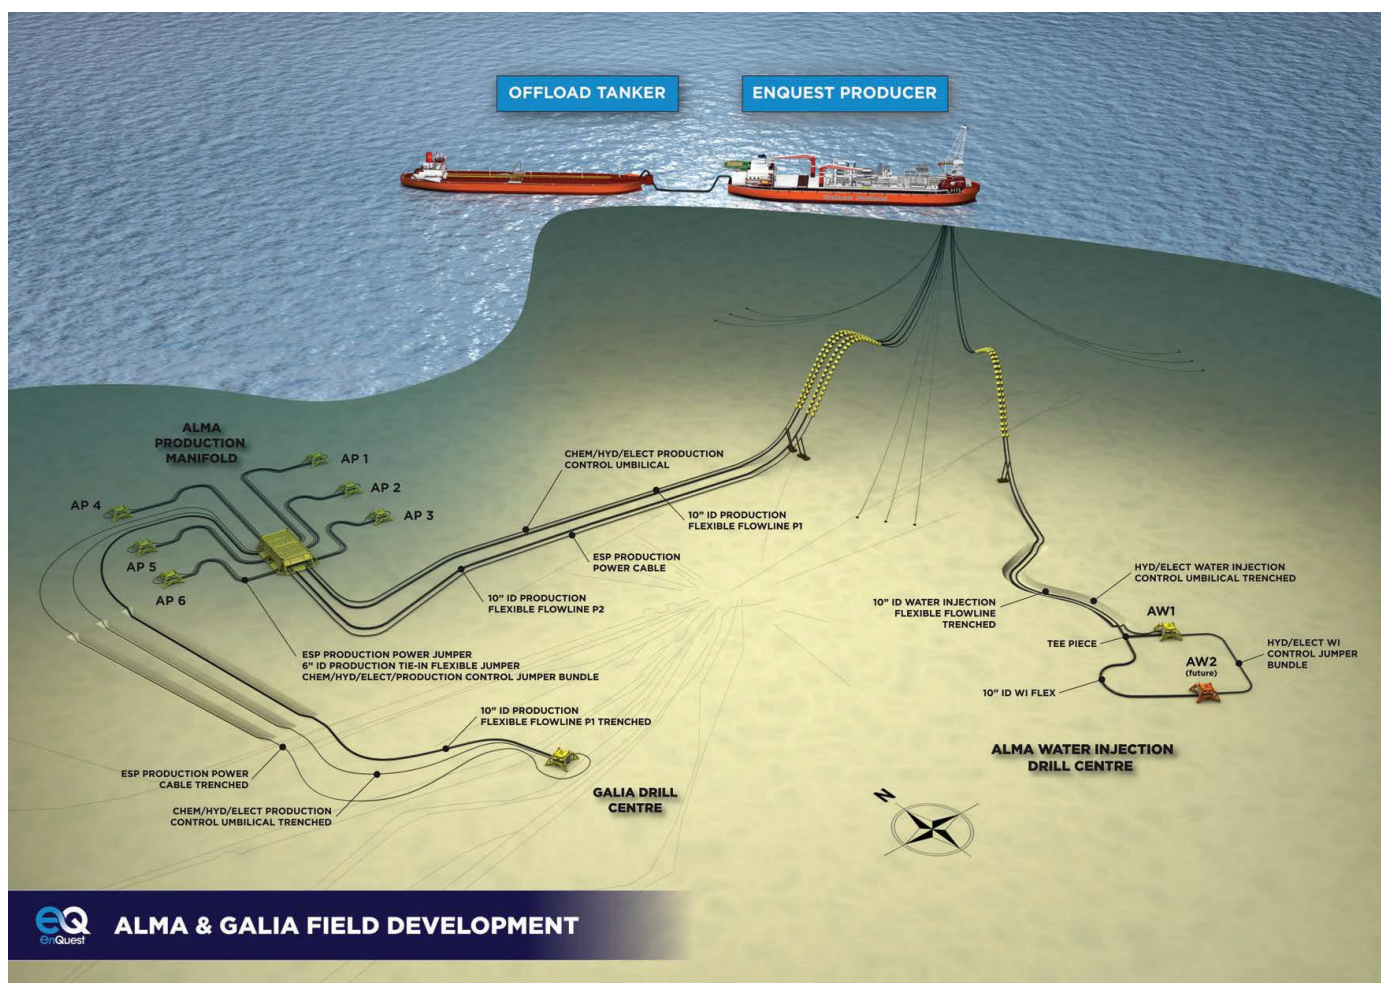 OFFLOAD TANKER
ENQUEST PRODUCER
ALMA
PRODUCTION
MANIFOLD
AP 1
AP 2
AP 3
AP 4
AP 5
AP 6
CHEM/HYD/ELECT PRODUCTION
CONTROL UMBILICAL
10" ID PRODUCTION
FLEXIBLE FLOWLINE P1
ESP PRODUCTION
POWER CABLE
10" ID PRODUCTION
FLEXIBLE FLOWLINE P2
ESP PRODUCTION POWER JUMPER
6" ID PRODUCTION TIE-IN FLEXIBLE JUMPER
CHEM/HYD/ELECT/PRODUCTION CONTROL JUMPER BUNDLE
10" ID PRODUCTION
FLEXIBLE FLOWLINE P1 TRENCHED
ESP PRODUCTION POWER
CABLE TRENCHED
CHEM/HYD/ELECT PRODUCTION
CONTROL UMBILICAL TRENCHED
GALIA DRILL
CENTRE
HYD/ELECT WATER INJECTION
CONTROL UMBILICAL TRENCHED
10" ID WATER INJECTION
FLEXIBLE FLOWLINE
TRENCHED
AW1
TEE PIECE
HYD/ELECT WI
CONTROL JUMPER
BUNDLE
AW2
(future)
10" ID WI FLEX
ALMA WATER INJECTION
DRILL CENTRE
N
EQ
EnQuest
ALMA & GALIA FIELD DEVELOPMENT